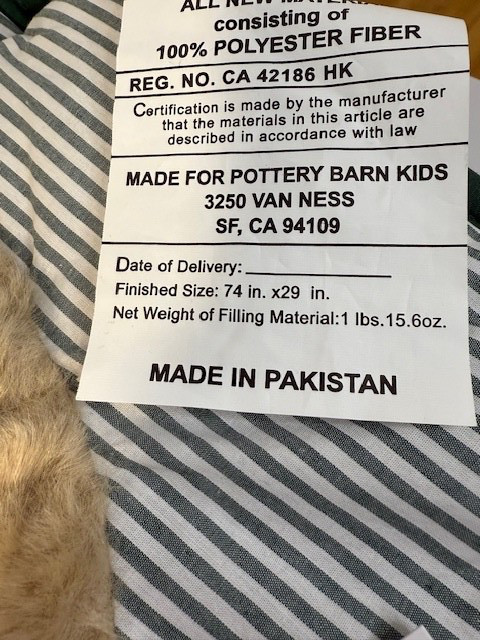 ALL NEW MATERIAL
consisting of
100% POLYESTER FIBER
REG. NO. CA 42186 HK
Certification is made by the manufacturer
that the materials in this article are
described in accordance with law
MADE FOR POTTERY BARN KIDS
3250 VAN NESS
SF, CA 94109
Date of Delivery:
Finished Size: 74 in. x29 in.
Net Weight of Filling Material:1 lbs.15.6oz.
MADE IN PAKISTAN